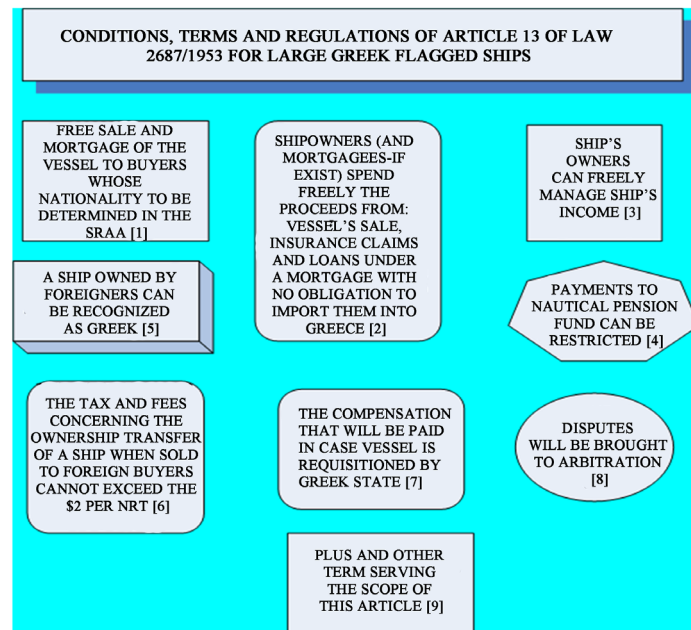 CONDITIONS, TERMS AND REGULATIONS OF ARTICLE 13 OF LAW
2687/1953 FOR LARGE GREEK FLAGGED SHIPS
FREE SALE AND
MORTGAGE OF THE
VESSEL TO BUYERS
WHOSE
NATIONALITY TO BE
DETERMINED IN THE
SRAA [1]
SHIPOWNERS (AND
MORTGAGEES-IF
EXIST) SPEND
FREELY THE
PROCEEDS FROM:
VESSEL'S SALE,
INSURANCE CLAIMS
AND LOANS UNDER
A MORTGAGE WITH
NO OBLIGATION TO
IMPORT THEM INTO
GREECE [2]
SHIP'S
OWNERS
CAN FREELY
MANAGE SHIP'S
INCOME [3]
A SHIP OWNED BY
FOREIGNERS CAN
BE RECOGNIZED
AS GREEK [5]
PAYMENTS TO
NAUTICAL PENSION
FUND CAN BE
RESTRICTED [4]
THE TAX AND FEES
CONCERNING THE
OWNERSHIP TRANSFER
OF A SHIP WHEN SOLD
TO FOREIGN BUYERS
CANNOT EXCEED THE
$2 PER NRT [6]
THE COMPENSATION
THAT WILL BE PAID
IN CASE VESSEL IS
REQUISITIONED BY
GREEK STATE [7]
DISPUTES
WILL BE BROUGHT
TO ARBITRATION
[8]
PLUS AND OTHER
TERM SERVING
THE SCOPE OF
THIS ARTICLE [9]